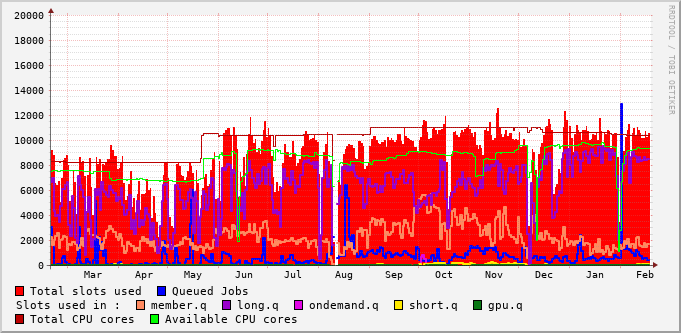 20000
18000
16000
14000
12000
10000
8000
6000
4000
2000
0
Mar Apr May Jun Jul Aug Sep Oct Nov Dec Jan Feb
RRDTOOL / TOBI OETIKER
Total slots used Queued Jobs
Slots used in : member.q long.q ondemand.q short.q gpu.q
Total CPU cores Available CPU cores